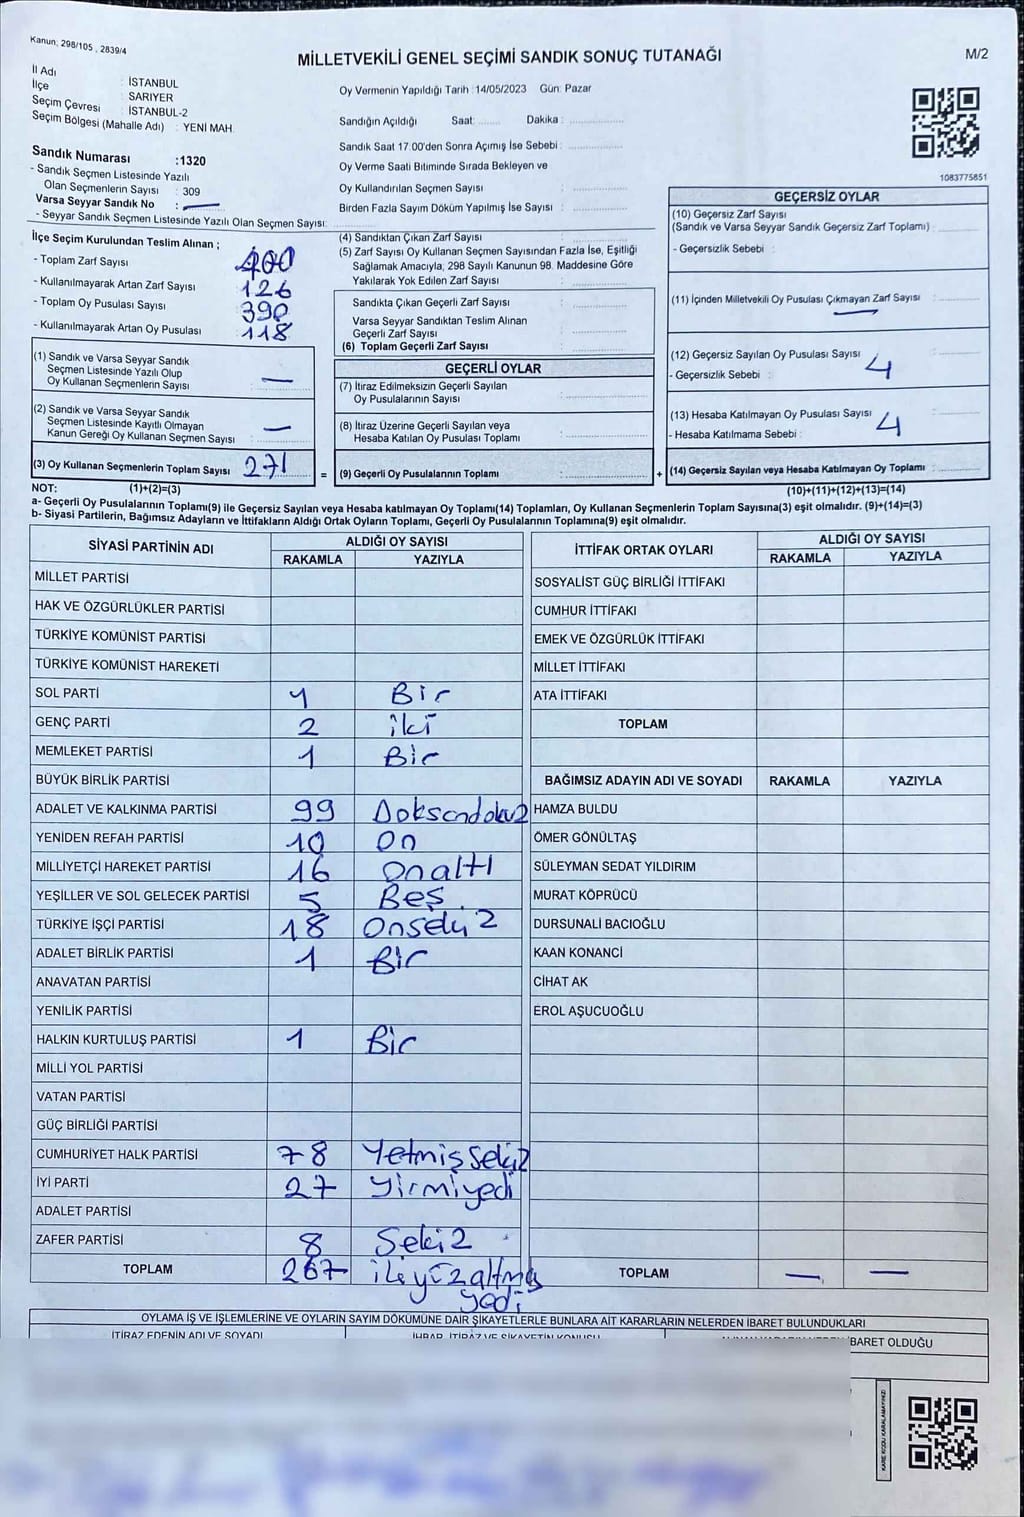 Kanun; 298/105 , 2839/4
MİLLETVEKİLİ GENEL SEÇİMİ SANDIK SONUÇ TUTANAĞI
M/2
İl Adı : İSTANBUL
İlçe : SARIYER
Seçim Çevresi : İSTANBUL-2
Seçim Bölgesi (Mahalle Adı) : YENİ MAH.
Sandık Numarası :1320
- Sandık Seçmen Listesinde Yazılı
Olan Seçmenlerin Sayısı : 309
Varsa Seyyar Sandık No : —
- Seyyar Sandık Seçmen Listesinde Yazılı Olan Seçmen Sayısı:
Oy Vermenin Yapıldığı Tarih :14/05/2023 Gün: Pazar
Sandığın Açıldığı Saat: Dakika :
Sandık Saat 17.00'den Sonra Açımış İse Sebebi :
Oy Verme Saati Bitiminde Sırada Bekleyen ve
Oy Kullandırılan Seçmen Sayısı :
Birden Fazla Sayım Döküm Yapılmış İse Sayısı :
1083775651
İlçe Seçim Kurulundan Teslim Alınan ;
- Toplam Zarf Sayısı 400
- Kullanılmayarak Artan Zarf Sayısı : 126
- Toplam Oy Pusulası Sayısı : 390
- Kullanılmayarak Artan Oy Pusulası : 118
(1) Sandık ve Varsa Seyyar Sandık
Seçmen Listesinde Yazılı Olup
Oy Kullanan Seçmenlerin Sayısı : —
(2) Sandık ve Varsa Seyyar Sandık
Seçmen Listesinde Kayıtlı Olmayan
Kanun Gereği Oy Kullanan Seçmen Sayısı : —
(3) Oy Kullanan Seçmenlerin Toplam Sayısı 271 =
(4) Sandıktan Çıkan Zarf Sayısı :
(5) Zarf Sayısı Oy Kullanan Seçmen Sayısından Fazla İse, Eşitliği
Sağlamak Amacıyla, 298 Sayılı Kanunun 98. Maddesine Göre
Yakılarak Yok Edilen Zarf Sayısı :
Sandıkta Çıkan Geçerli Zarf Sayısı :
Varsa Seyyar Sandıktan Teslim Alınan
Geçerli Zarf Sayısı :
(6) Toplam Geçerli Zarf Sayısı :
GEÇERLİ OYLAR
(7) İtiraz Edilmeksizin Geçerli Sayılan
Oy Pusulalarının Sayısı :
(8) İtiraz Üzerine Geçerli Sayılan veya
Hesaba Katılan Oy Pusulası Toplamı :
(9) Geçerli Oy Pusulalarının Toplamı : +
GEÇERSİZ OYLAR
(10) Geçersiz Zarf Sayısı
(Sandık ve Varsa Seyyar Sandık Geçersiz Zarf Toplamı) :
- Geçersizlik Sebebi :
(11) İçinden Milletvekili Oy Pusulası Çıkmayan Zarf Sayısı : —
(12) Geçersiz Sayılan Oy Pusulası Sayısı : 4
- Geçersizlik Sebebi :
(13) Hesaba Katılmayan Oy Pusulası Sayısı : 4
- Hesaba Katılmama Sebebi :
(14) Geçersiz Sayılan veya Hesaba Katılmayan Oy Toplamı :
NOT: (1)+(2)=(3) (10)+(11)+(12)+(13)=(14)
a- Geçerli Oy Pusulalarının Toplamı(9) ile Geçersiz Sayılan veya Hesaba katılmayan Oy Toplamı(14) Toplamları, Oy Kullanan Seçmenlerin Toplam Sayısına(3) eşit olmalıdır. (9)+(14)=(3)
b- Siyasi Partilerin, Bağımsız Adayların ve İttifakların Aldığı Ortak Oyların Toplamı, Geçerli Oy Pusulalarının Toplamına(9) eşit olmalıdır.
SİYASİ PARTİNİN ADI ALDIĞI OY SAYISI
RAKAMLA YAZIYLA
MİLLET PARTİSİ
HAK VE ÖZGÜRLÜKLER PARTİSİ
TÜRKİYE KOMÜNİST PARTİSİ
TÜRKİYE KOMÜNİST HAREKETİ
SOL PARTİ 1 Bir
GENÇ PARTİ 2 iki
MEMLEKET PARTİSİ 1 Bir
BÜYÜK BİRLİK PARTİSİ
ADALET VE KALKINMA PARTİSİ 99 Doksandokuz
YENİDEN REFAH PARTİSİ 10 On
MİLLİYETÇİ HAREKET PARTİSİ 16 onaltı
YEŞİLLER VE SOL GELECEK PARTİSİ 5 Beş
TÜRKİYE İŞÇİ PARTİSİ 18 Onsekiz
ADALET BİRLİK PARTİSİ 1 Bir
ANAVATAN PARTİSİ
YENİLİK PARTİSİ
HALKIN KURTULUŞ PARTİSİ 1 Bir
MİLLİ YOL PARTİSİ
VATAN PARTİSİ
GÜÇ BİRLİĞİ PARTİSİ
CUMHURİYET HALK PARTİSİ 78 Yetmişsekiz
İYİ PARTİ 27 Yirmiyedi
ADALET PARTİSİ
ZAFER PARTİSİ 8 Sekiz
TOPLAM 267 ikiyüzaltmış
yedi
İTTİFAK ORTAK OYLARI ALDIĞI OY SAYISI
RAKAMLA YAZIYLA
SOSYALİST GÜÇ BİRLİĞİ İTTİFAKI
CUMHUR İTTİFAKI
EMEK VE ÖZGÜRLÜK İTTİFAKI
MİLLET İTTİFAKI
ATA İTTİFAKI
TOPLAM
BAĞIMSIZ ADAYIN ADI VE SOYADI RAKAMLA YAZIYLA
HAMZA BULDU
ÖMER GÖNÜLTAŞ
SÜLEYMAN SEDAT YILDIRIM
MURAT KÖPRÜCÜ
DURSUNALİ BACIOĞLU
KAAN KONANCİ
CİHAT AK
EROL AŞUCUOĞLU
TOPLAM — —
OYLAMA İŞ VE İŞLEMLERİNE VE OYLARIN SAYIM DÖKÜMÜNE DAİR ŞİKAYETLERLE BUNLARA AİT KARARLARIN NELERDEN İBARET BULUNDUKLARI
İTİRAZ EDENİN ADI VE SOYADI İHBAR, İTİRAZ VE ŞİKAYETİN KONUSU İBARET OLDUĞU
KARE KODU KARALAMAYINIZ!